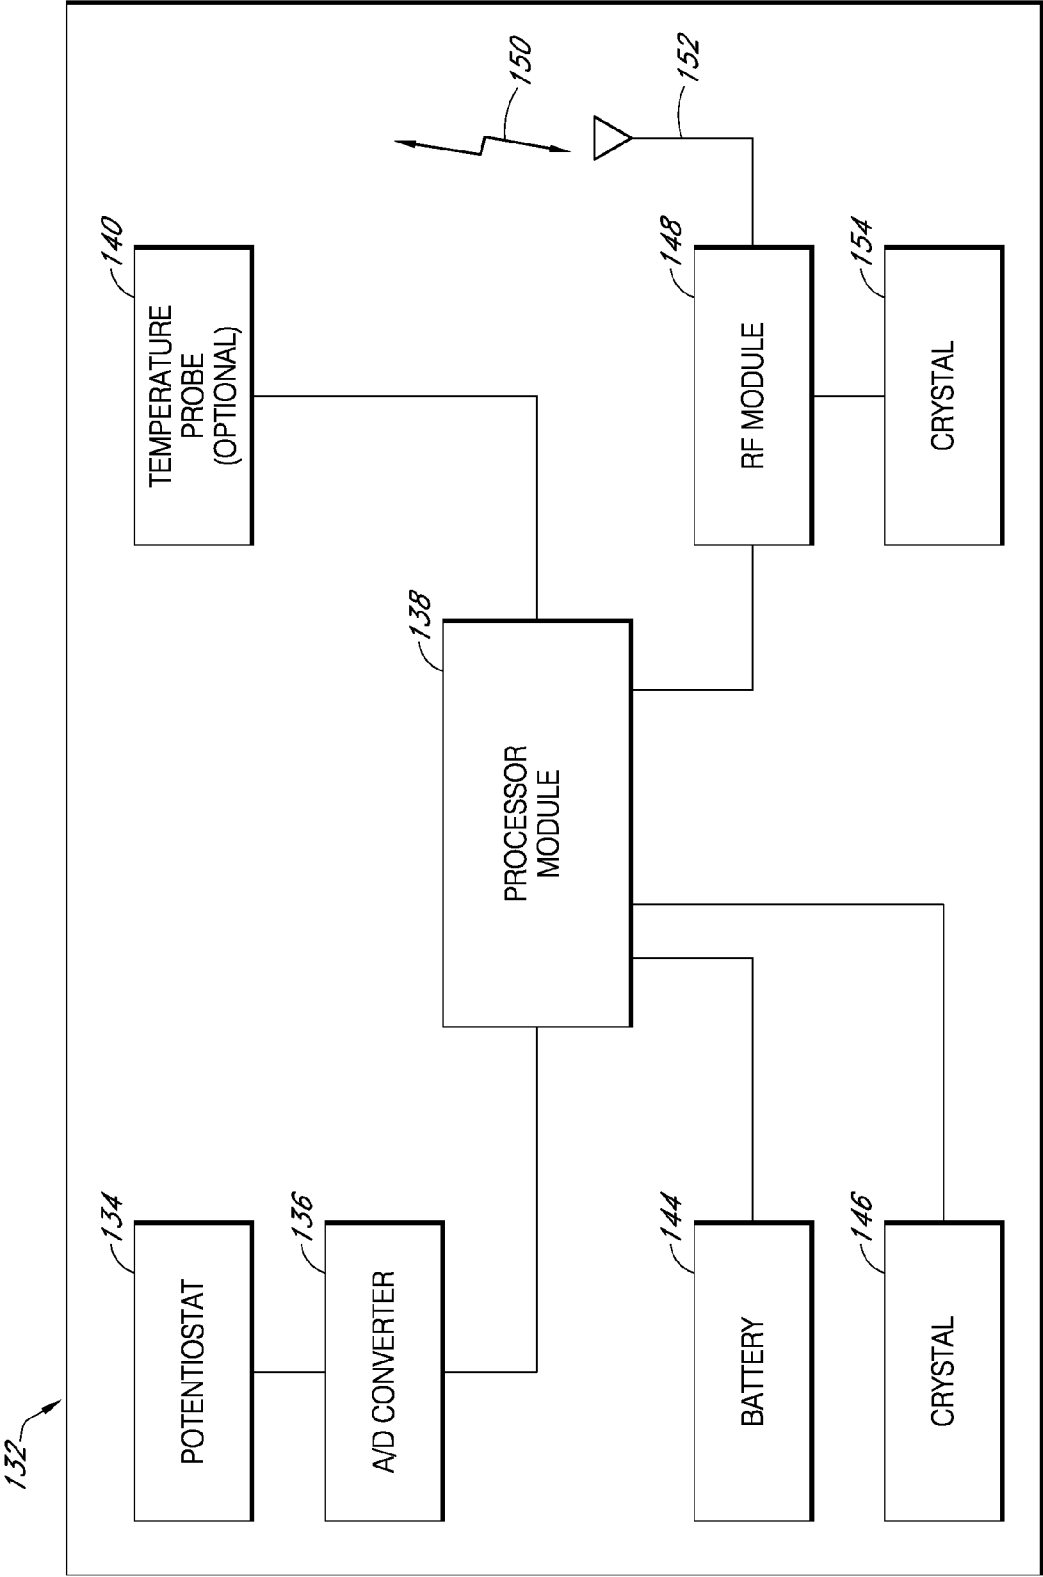 132
134
POTENTIOSTAT
136
A/D CONVERTER
138
PROCESSOR
MODULE
140
TEMPERATURE
PROBE
(OPTIONAL)
144
BATTERY
146
CRYSTAL
148
RF MODULE
150
152
154
CRYSTAL